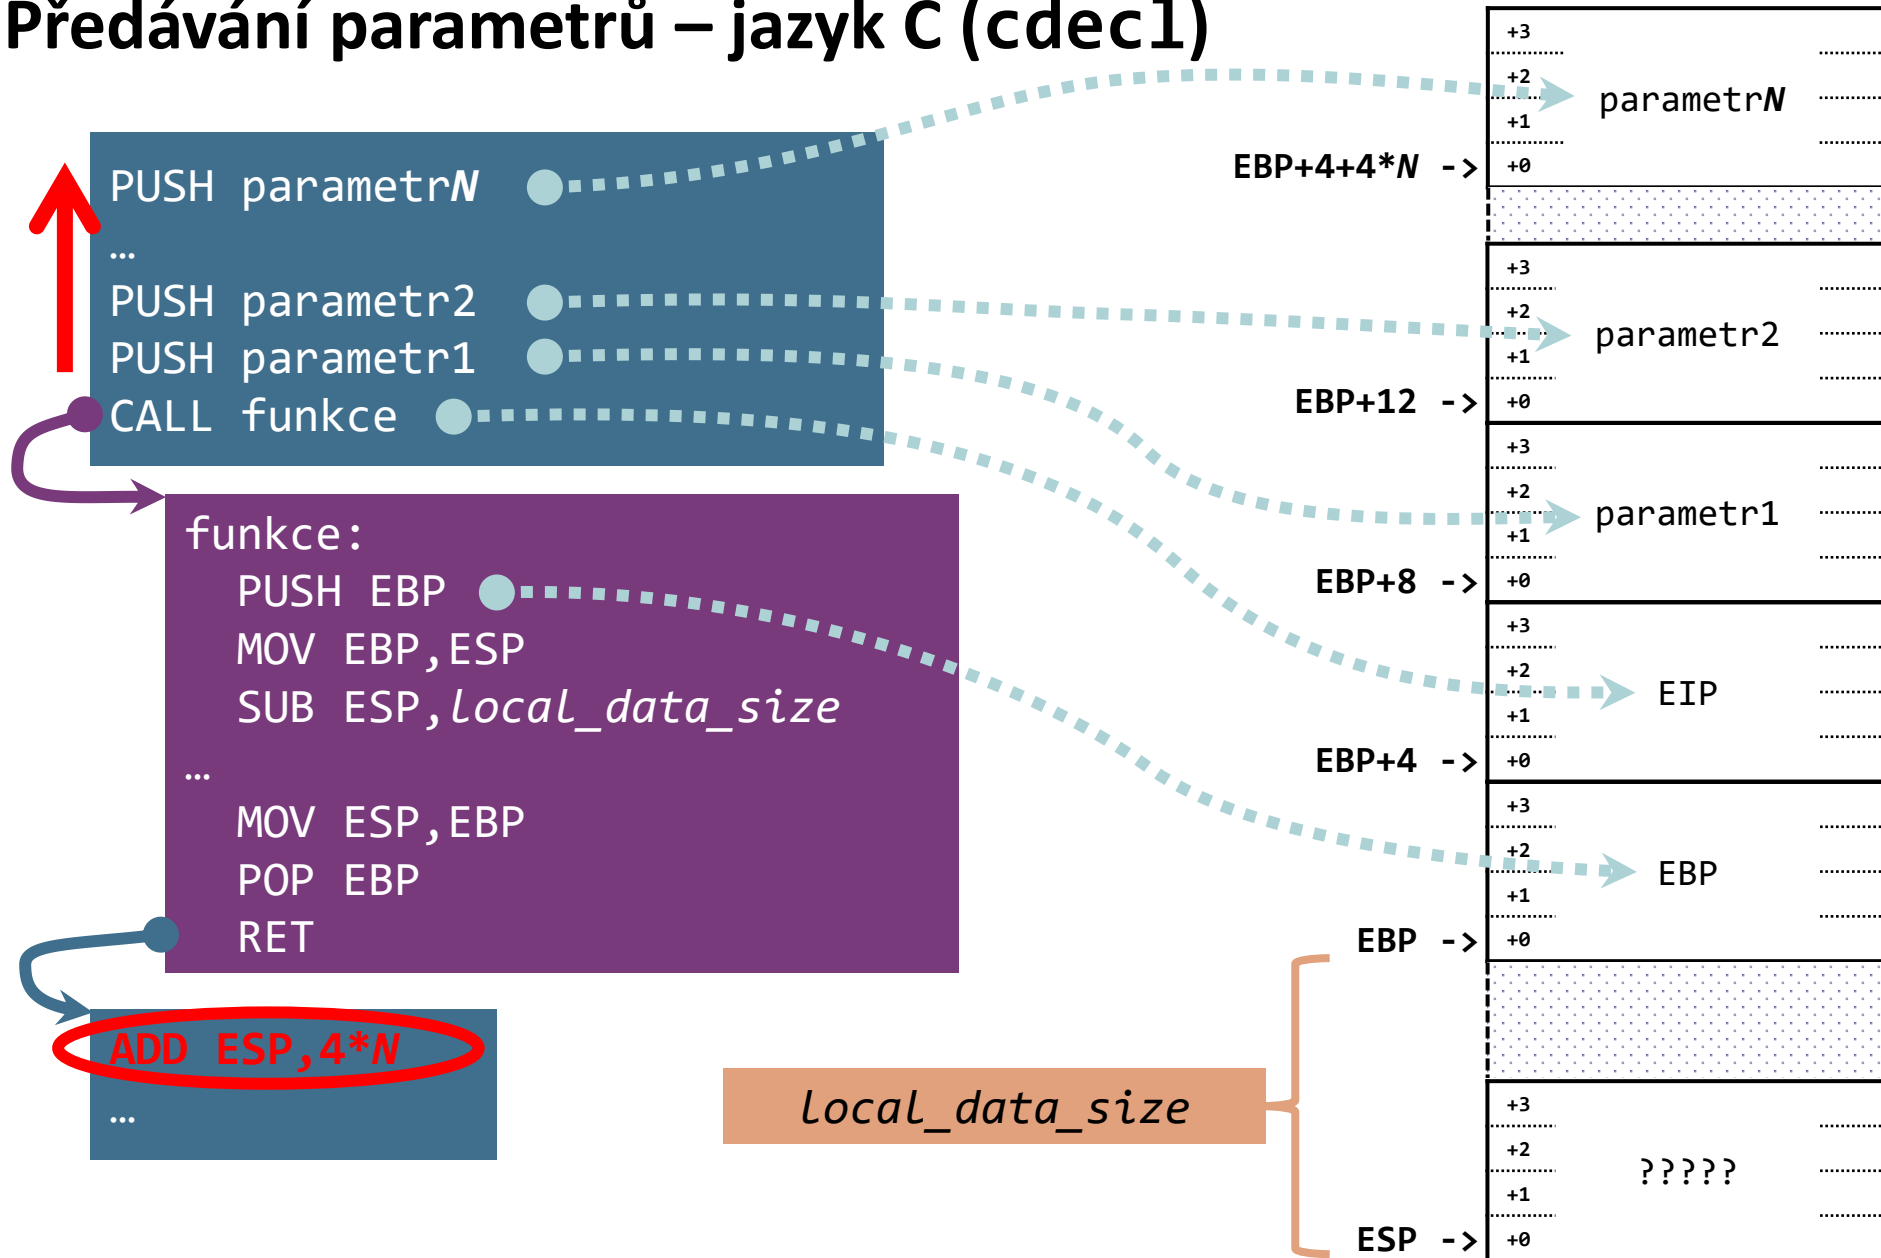 Předávání parametrů – jazyk C (cdecl)
PUSH parametrN
…
PUSH parametr2
PUSH parametr1
CALL funkce
funkce:
PUSH EBP
MOV EBP,ESP
SUB ESP,local_data_size
…
MOV ESP,EBP
POP EBP
RET
ADD ESP,4*N
…
local_data_size
+3
+2
parametrN
+1
EBP+4+4*N -> +0
+3
+2
parametr2
+1
EBP+12 -> +0
+3
+2
parametr1
+1
EBP+8 -> +0
+3
+2
EIP
+1
EBP+4 -> +0
+3
+2
EBP
+1
EBP -> +0
+3
+2
?????
+1
ESP -> +0